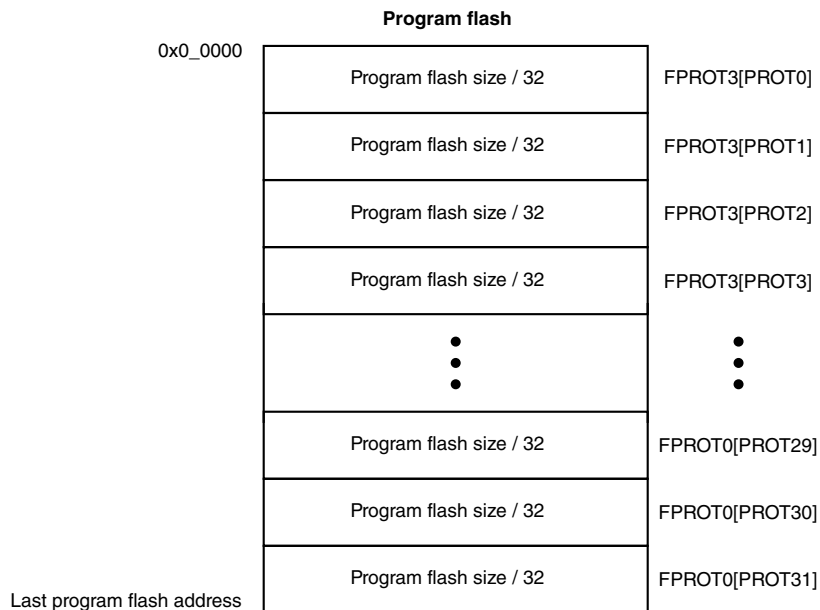 Program flash
0x0_0000
Program flash size / 32 FPROT3[PROT0]
Program flash size / 32 FPROT3[PROT1]
Program flash size / 32 FPROT3[PROT2]
Program flash size / 32 FPROT3[PROT3]
Program flash size / 32 FPROT0[PROT29]
Program flash size / 32 FPROT0[PROT30]
Program flash size / 32 FPROT0[PROT31]
Last program flash address